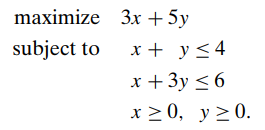 maximize 3x + 5y
subject to x + y ≤ 4
x + 3y ≤ 6
x ≥ 0, y ≥ 0.